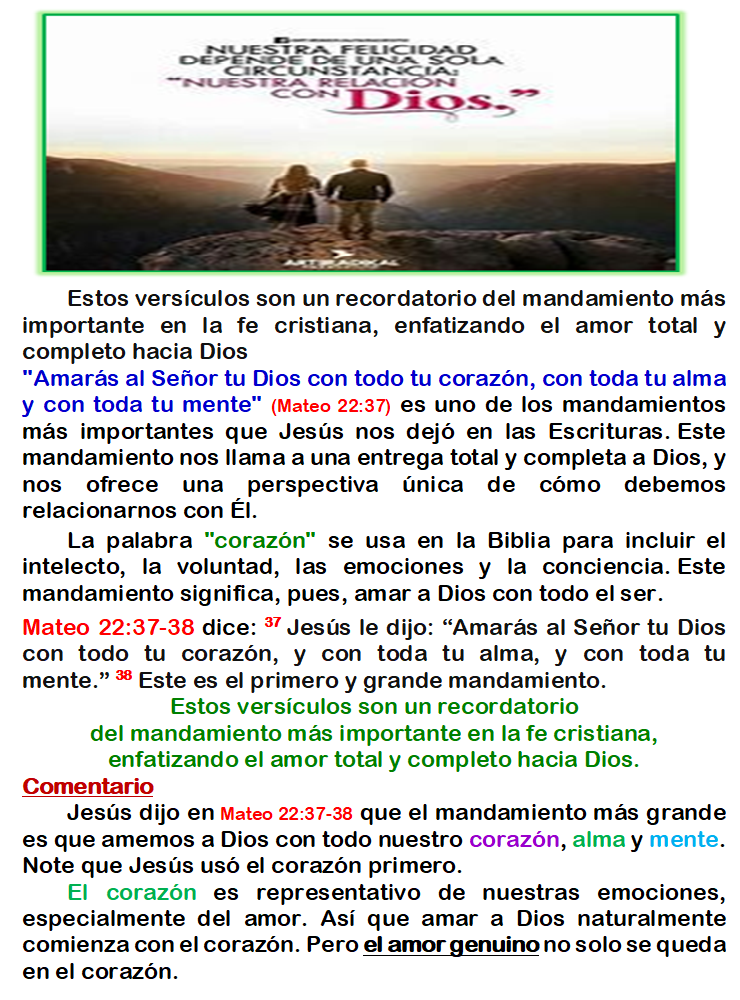 NUESTRA FELICIDAD
DEPENDE DE UNA SOLA
CIRCUNSTANCIA:
“NUESTRA RELACIÓN
CON Dios,”
Estos versículos son un recordatorio del mandamiento más
importante en la fe cristiana, enfatizando el amor total y
completo hacia Dios
"Amarás al Señor tu Dios con todo tu corazón, con toda tu alma
y con toda tu mente" (Mateo 22:37) es uno de los mandamientos
más importantes que Jesús nos dejó en las Escrituras. Este
mandamiento nos llama a una entrega total y completa a Dios, y
nos ofrece una perspectiva única de cómo debemos
relacionarnos con Él.
La palabra "corazón" se usa en la Biblia para incluir el
intelecto, la voluntad, las emociones y la conciencia. Este
mandamiento significa, pues, amar a Dios con todo el ser.
Mateo 22:37-38 dice: 37 Jesús le dijo: “Amarás al Señor tu Dios
con todo tu corazón, y con toda tu alma, y con toda tu
mente.” 38 Este es el primero y grande mandamiento.
Estos versículos son un recordatorio
del mandamiento más importante en la fe cristiana,
enfatizando el amor total y completo hacia Dios.
Comentario
Jesús dijo en Mateo 22:37-38 que el mandamiento más grande
es que amemos a Dios con todo nuestro corazón, alma y mente.
Note que Jesús usó el corazón primero.
El corazón es representativo de nuestras emociones,
especialmente del amor. Así que amar a Dios naturalmente
comienza con el corazón. Pero el amor genuino no solo se queda
en el corazón.